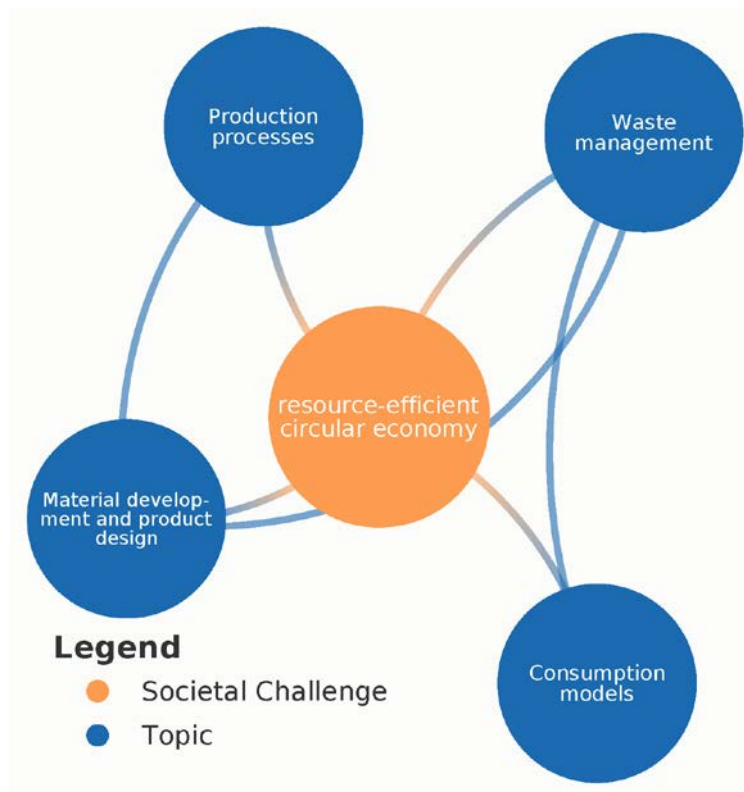 Production
processes
Waste
management
resource-efficient
circular economy
Material develop-
ment and product
design
Consumption
models
Legend
Societal Challenge
Topic